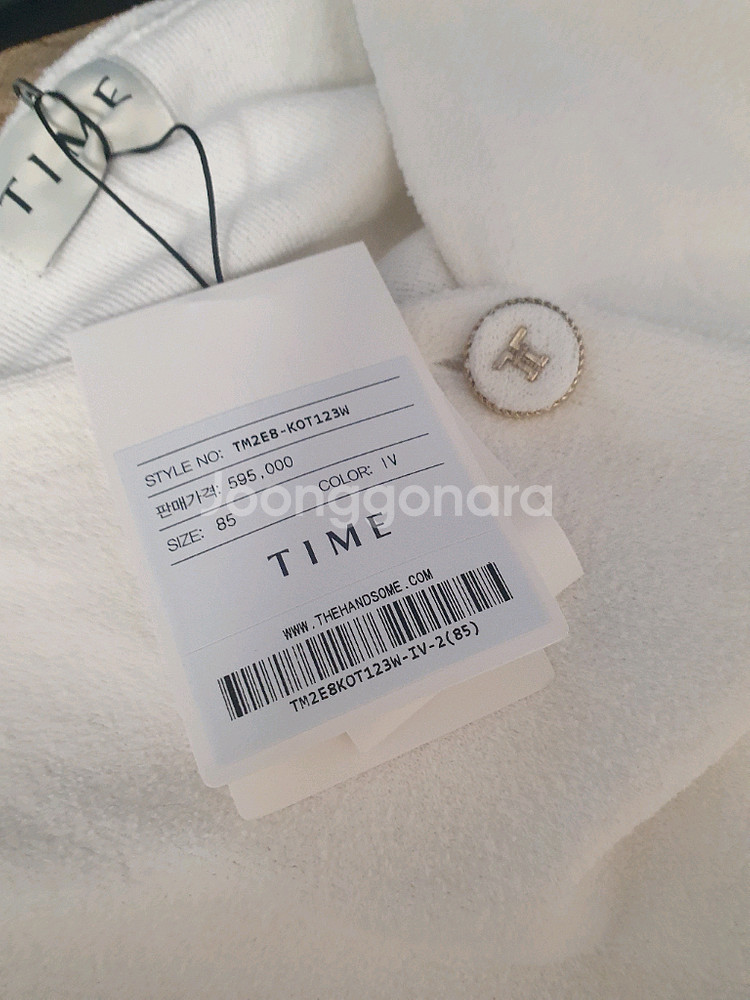 TIME
STYLE NO: TM2E8-KOT123W
판매가격: 595,000
SIZE: 85 COLOR: IV
Joonggonara
TIME
WWW.THEHANDSOME.COM
TM2E8KOT123W-IV-2(85)